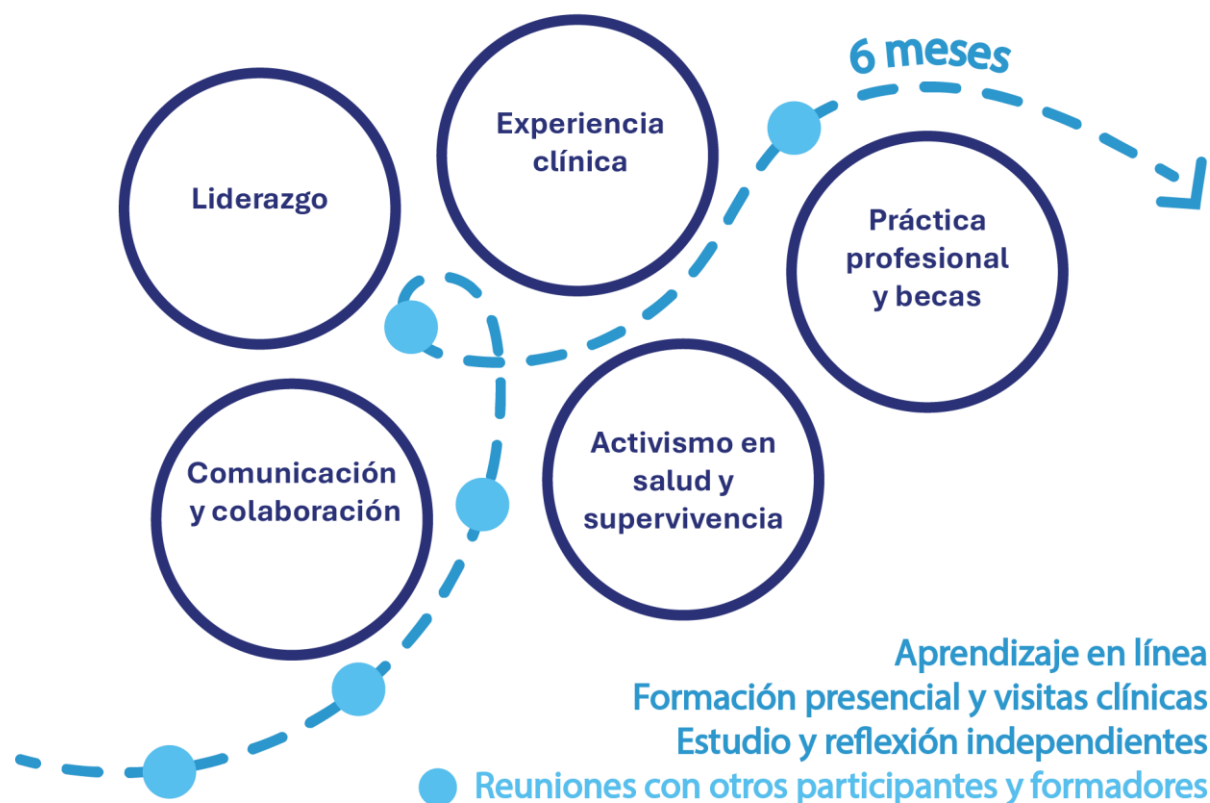 6 meses
Experiencia
clínica
Liderazgo
Práctica
profesional
y becas
Comunicación
y colaboración
Activismo en
salud y
supervivencia
Aprendizaje en línea
Formación presencial y visitas clínicas
Estudio y reflexión independientes
Reuniones con otros participantes y formadores